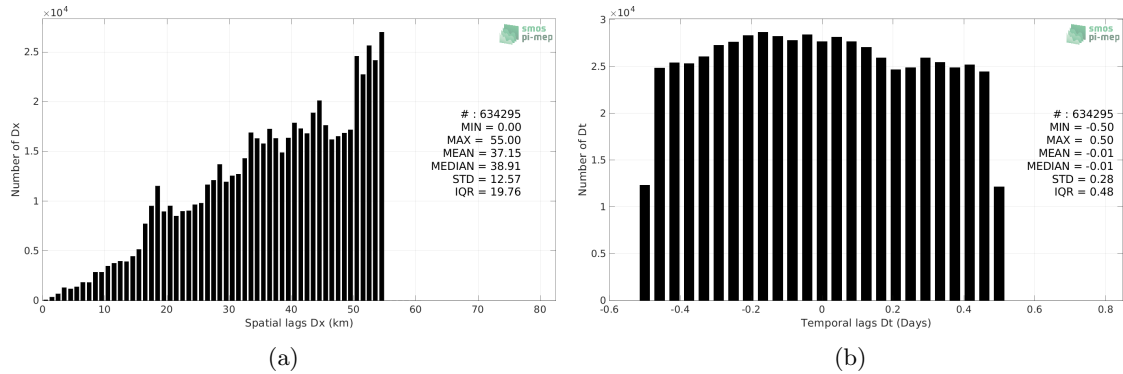 ×10⁴
2.5
2
1.5
1
0.5
0
0 10 20 30 40 50 60 70 80
Number of Dx
Spatial lags Dx (km)
smos
pi-mep
# : 634295
MIN = 0.00
MAX = 55.00
MEAN = 37.15
MEDIAN = 38.91
STD = 12.57
IQR = 19.76
(a)
×10⁴
3
2.5
2
1.5
1
0.5
0
-0.6 -0.4 -0.2 0 0.2 0.4 0.6 0.8
Number of Dt
Temporal lags Dt (Days)
smos
pi-mep
# : 634295
MIN = -0.50
MAX = 0.50
MEAN = -0.01
MEDIAN = -0.01
STD = 0.28
IQR = 0.48
(b)